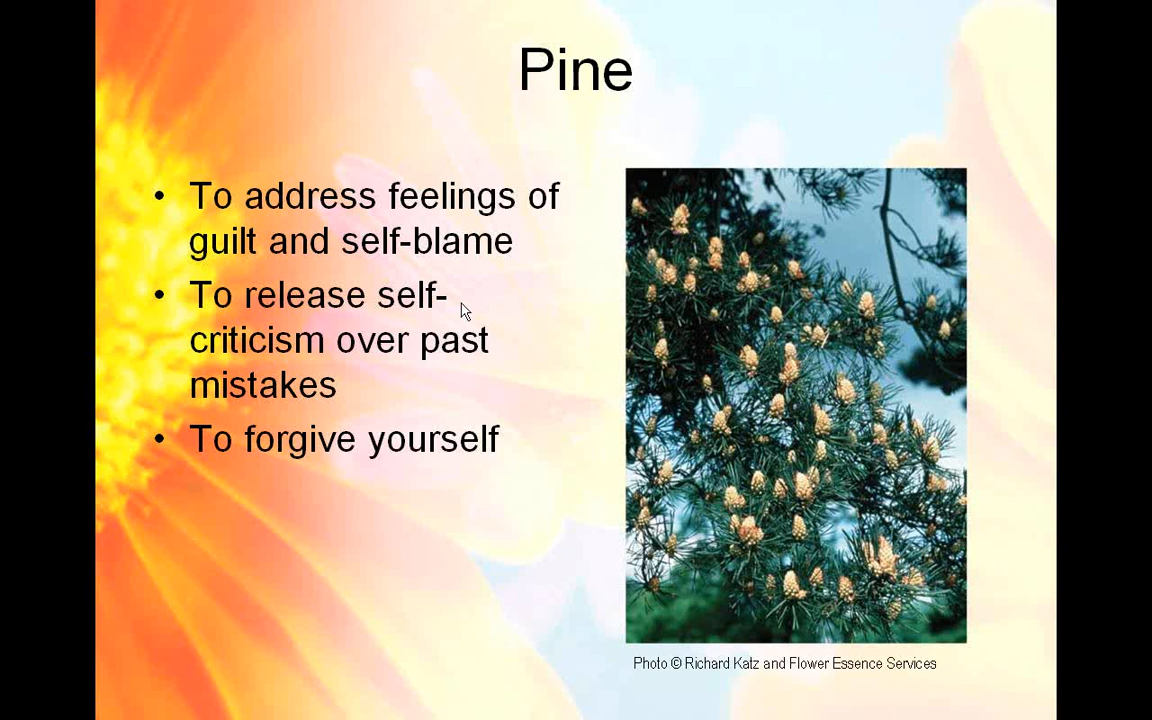 Pine
• To address feelings of
guilt and self-blame
• To release self-
criticism over past
mistakes
• To forgive yourself
Photo © Richard Katz and Flower Essence Services